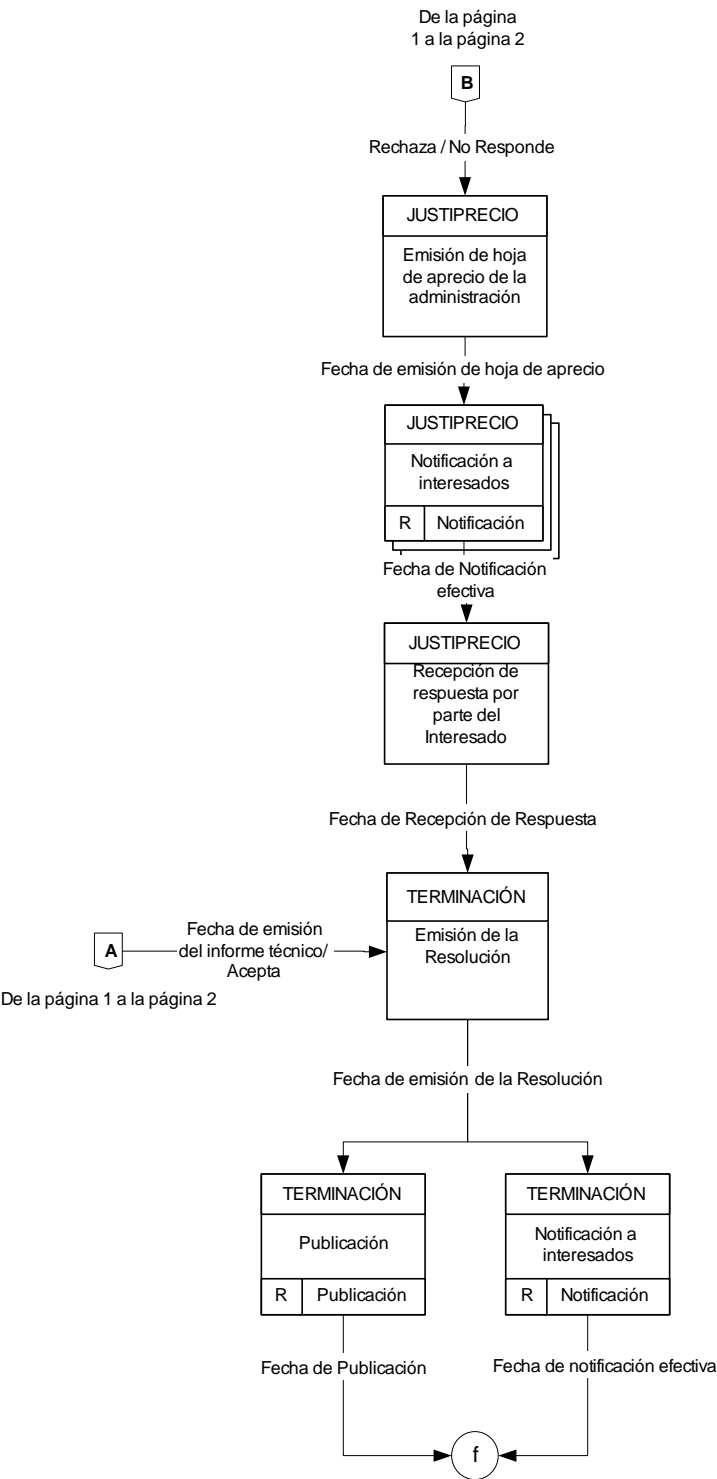 De la página
1 a la página 2
B
Rechaza / No Responde
JUSTIPRECIO
Emisión de hoja
de aprecio de la
administración
Fecha de emisión de hoja de aprecio
JUSTIPRECIO
Notificación a
interesados
R Notificación
Fecha de Notificación
efectiva
JUSTIPRECIO
Recepción de
respuesta por
parte del
Interesado
Fecha de Recepción de Respuesta
TERMINACIÓN
Emisión de la
Resolución
A
Fecha de emisión
del informe técnico/
Acepta
De la página 1 a la página 2
Fecha de emisión de la Resolución
TERMINACIÓN
Publicación
R Publicación
TERMINACIÓN
Notificación a
interesados
R Notificación
Fecha de Publicación
Fecha de notificación efectiva
f